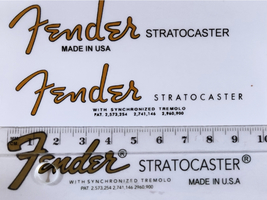 Fender STRATOCASTER
MADE IN USA
Fender STRATOCASTER
WITH SYNCHRONIZED TREMOLO
PAT. 2,573,254 2,741,146 2,960,900
1 2 3 4 5 6 7 8 9 10
Fender® STRATOCASTER®
WITH SYNCHRONIZED TREMOLO
PAT. 2,573,254 2,741,146 2,960,900 MADE IN U.S.A